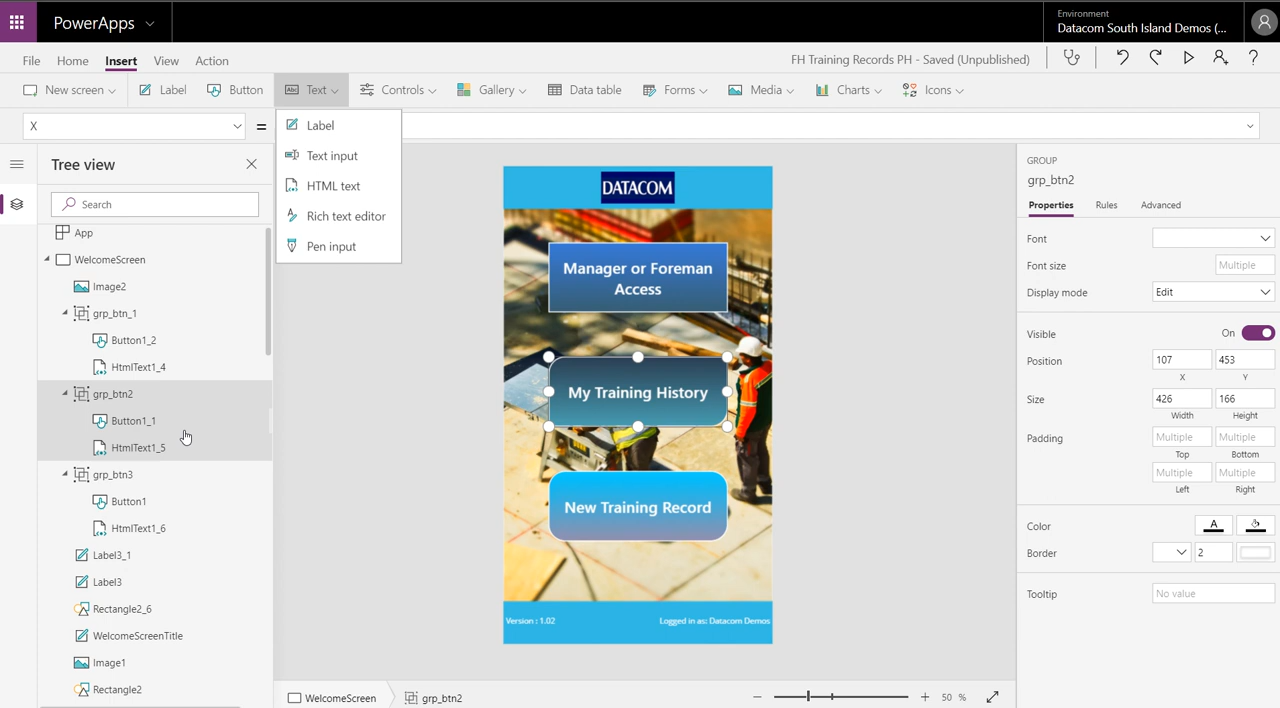 PowerApps
Environment
Datacom South Island Demos (...
File Home Insert View Action
FH Training Records PH - Saved (Unpublished)
New screen Label Button Text Controls Gallery Data table Forms Media Charts Icons
X =
Label
Text input
HTML text
Rich text editor
Pen input
Tree view
Search
App
WelcomeScreen
Image2
grp_btn_1
Button1_2
HtmlText1_4
grp_btn2
Button1_1
HtmlText1_5
grp_btn3
Button1
HtmlText1_6
Label3_1
Label3
Rectangle2_6
WelcomeScreenTitle
Image1
Rectangle2
DATACOM
Manager or Foreman
Access
My Training History
New Training Record
Version : 1.02
Logged in as: Datacom Demos
WelcomeScreen grp_btn2
50 %
GROUP
grp_btn2
Properties Rules Advanced
Font
Font size Multiple
Display mode Edit
Visible On
Position 107 453
X Y
Size 426 166
Width Height
Padding Multiple Multiple
Top Bottom
Multiple Multiple
Left Right
Color A
Border 2
Tooltip No value